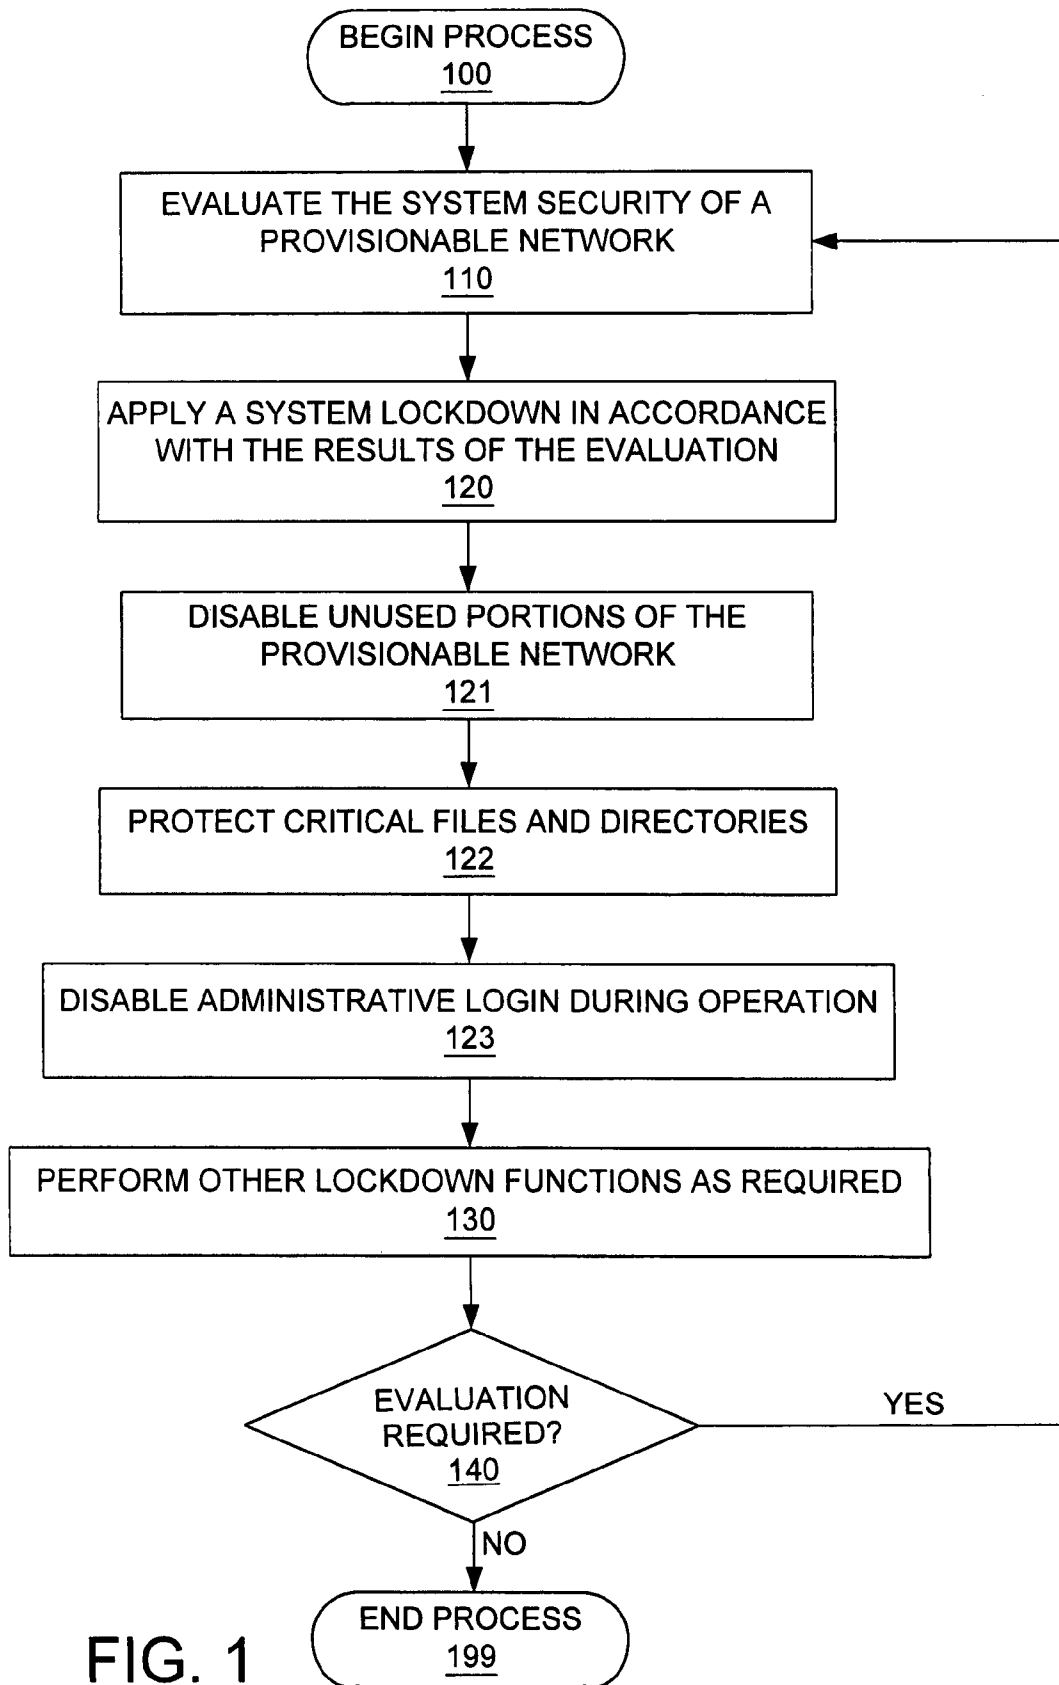 BEGIN PROCESS
100
EVALUATE THE SYSTEM SECURITY OF A
PROVISIONABLE NETWORK
110
APPLY A SYSTEM LOCKDOWN IN ACCORDANCE
WITH THE RESULTS OF THE EVALUATION
120
DISABLE UNUSED PORTIONS OF THE
PROVISIONABLE NETWORK
121
PROTECT CRITICAL FILES AND DIRECTORIES
122
DISABLE ADMINISTRATIVE LOGIN DURING OPERATION
123
PERFORM OTHER LOCKDOWN FUNCTIONS AS REQUIRED
130
EVALUATION
REQUIRED?
140
YES
NO
END PROCESS
199
FIG. 1